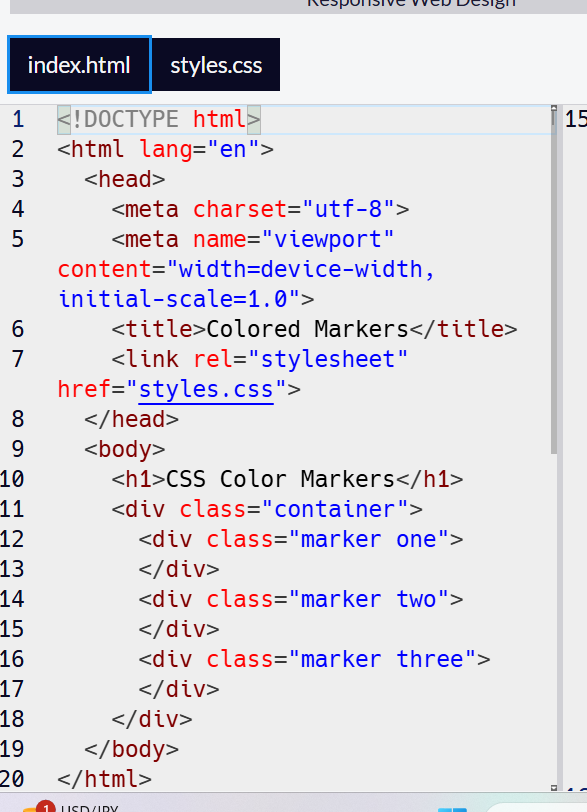 Responsive Web Design
index.html styles.css
1 <!DOCTYPE html> 15
2 <html lang="en">
3 <head>
4 <meta charset="utf-8">
5 <meta name="viewport"
content="width=device-width,
initial-scale=1.0">
6 <title>Colored Markers</title>
7 <link rel="stylesheet"
href="styles.css">
8 </head>
9 <body>
10 <h1>CSS Color Markers</h1>
11 <div class="container">
12 <div class="marker one">
13 </div>
14 <div class="marker two">
15 </div>
16 <div class="marker three">
17 </div>
18 </div>
19 </body>
20 </html>
1 USD/JPY